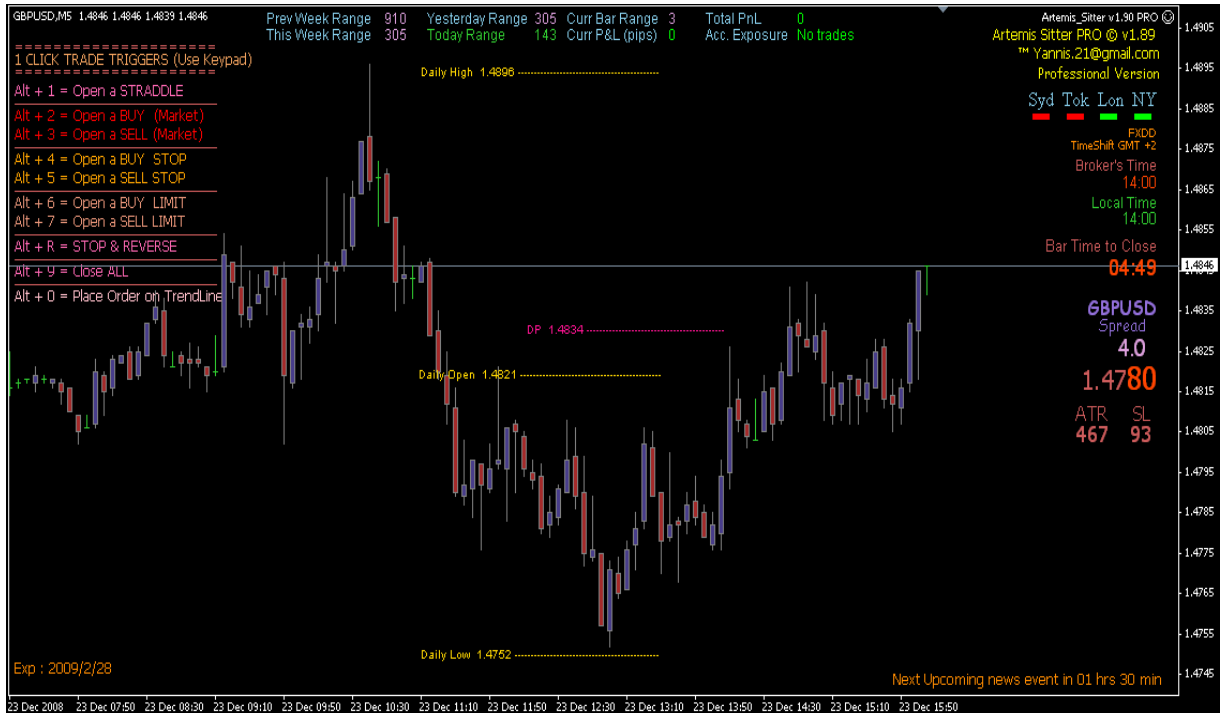 GBPUSD,M5 1.4846 1.4846 1.4839 1.4846
Prev Week Range 910 Yesterday Range 305 Curr Bar Range 3 Total PnL 0
This Week Range 305 Today Range 143 Curr P&L (pips) 0 Acc. Exposure No trades
Artemis_Sitter v1.90 PRO
Artemis Sitter PRO © v1.89
™ Yannis.21@gmail.com
Professional Version
Syd Tok Lon NY
FXDD
TimeShift GMT +2
Broker's Time
14:00
Local Time
14:00
Bar Time to Close
04:49
GBPUSD
Spread
4.0
1.4780
ATR SL
467 93
======================
1 CLICK TRADE TRIGGERS (Use Keypad)
======================
Alt + 1 = Open a STRADDLE
Alt + 2 = Open a BUY (Market)
Alt + 3 = Open a SELL (Market)
Alt + 4 = Open a BUY STOP
Alt + 5 = Open a SELL STOP
Alt + 6 = Open a BUY LIMIT
Alt + 7 = Open a SELL LIMIT
Alt + R = STOP & REVERSE
Alt + 9 = Close ALL
Alt + 0 = Place Order on TrendLine
Daily High 1.4896
DP 1.4834
Daily Open 1.4821
Daily Low 1.4752
Exp : 2009/2/28
Next Upcoming news event in 01 hrs 30 min
1.4905
1.4895
1.4885
1.4875
1.4865
1.4855
1.4846
1.4835
1.4825
1.4815
1.4805
1.4795
1.4785
1.4775
1.4765
1.4755
1.4745
23 Dec 2008 23 Dec 07:50 23 Dec 08:30 23 Dec 09:10 23 Dec 09:50 23 Dec 10:30 23 Dec 11:10 23 Dec 11:50 23 Dec 12:30 23 Dec 13:10 23 Dec 13:50 23 Dec 14:30 23 Dec 15:10 23 Dec 15:50